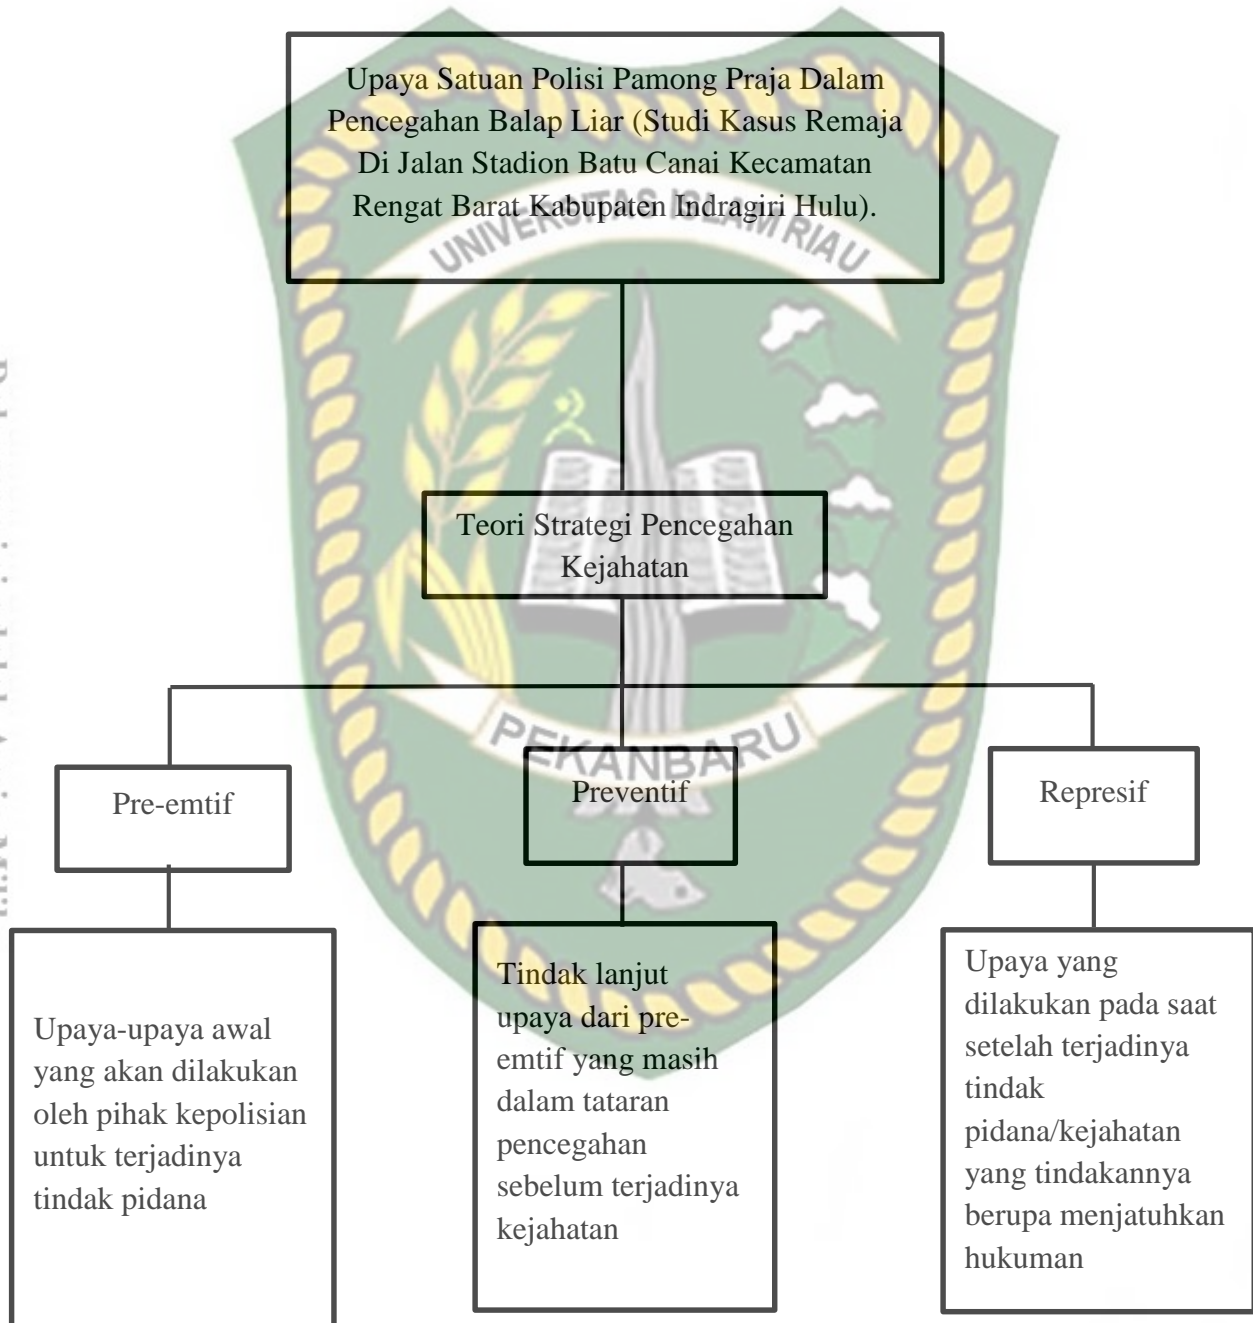 Upaya Satuan Polisi Pamong Praja Dalam
Pencegahan Balap Liar (Studi Kasus Remaja
Di Jalan Stadion Batu Canai Kecamatan
Rengat Barat Kabupaten Indragiri Hulu).
UNIVERSITAS ISLAM RIAU
Teori Strategi Pencegahan
Kejahatan
PEKANBARU
Pre-emtif
Preventif
Represif
Upaya-upaya awal
yang akan dilakukan
oleh pihak kepolisian
untuk terjadinya
tindak pidana
Tindak lanjut
upaya dari pre-
emtif yang masih
dalam tataran
pencegahan
sebelum terjadinya
kejahatan
Upaya yang
dilakukan pada saat
setelah terjadinya
tindak
pidana/kejahatan
yang tindakannya
berupa menjatuhkan
hukuman